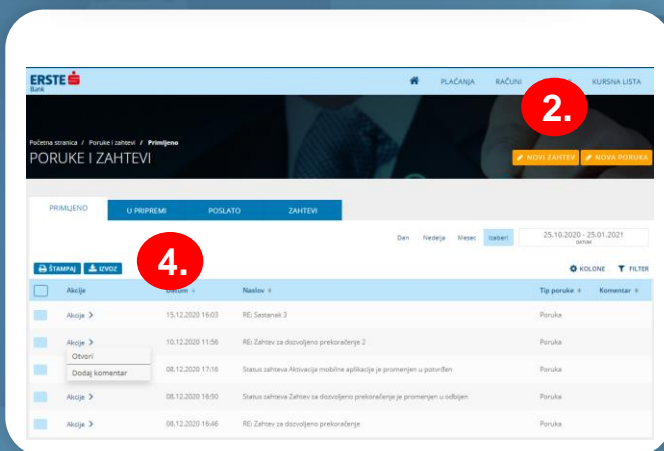 ERSTE
Bank
PLAĆANJA RAČUNI KURSNA LISTA
2.
Početna stranica / Poruke i zahtevi / Primljeno
PORUKE I ZAHTEVI
NOVI ZAHTEV NOVA PORUKA
PRIMLJENO U PRIPREMI POSLATO ZAHTEVI
Dan Nedelja Mesec Izaberi 25.10.2020 - 25.01.2021
DATUM
4.
ŠTAMPAJ IZVOZ KOLONE FILTER
Akcije Datum Naslov Tip poruke Komentar
Akcije 15.12.2020 16:03 RE: Sastanak 3 Poruka
Akcije 10.12.2020 11:56 RE: Zahtev za dozvoljeno prekoračenje 2 Poruka
Otvori
Dodaj komentar 08.12.2020 17:16 Status zahteva Aktivacija mobilne aplikacije je promenjen u potvrđen Poruka
Akcije 08.12.2020 16:50 Status zahteva Zahtev za dozvoljeno prekoračenje je promenjen u odbijen Poruka
Akcije 08.12.2020 16:46 RE: Zahtev za dozvoljeno prekoračenje Poruka